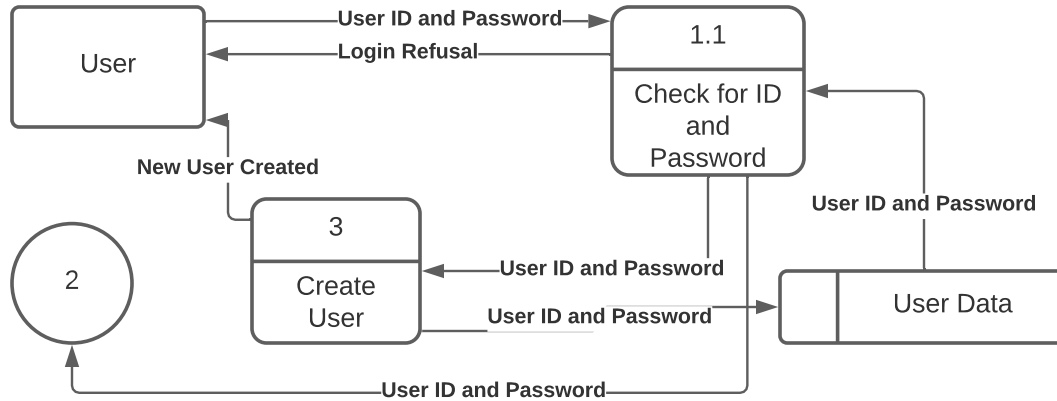 User ID and Password
1.1
User
Login Refusal
Check for ID
and
Password
New User Created
User ID and Password
3
2
User ID and Password
Create
User
User Data
User ID and Password
User ID and Password